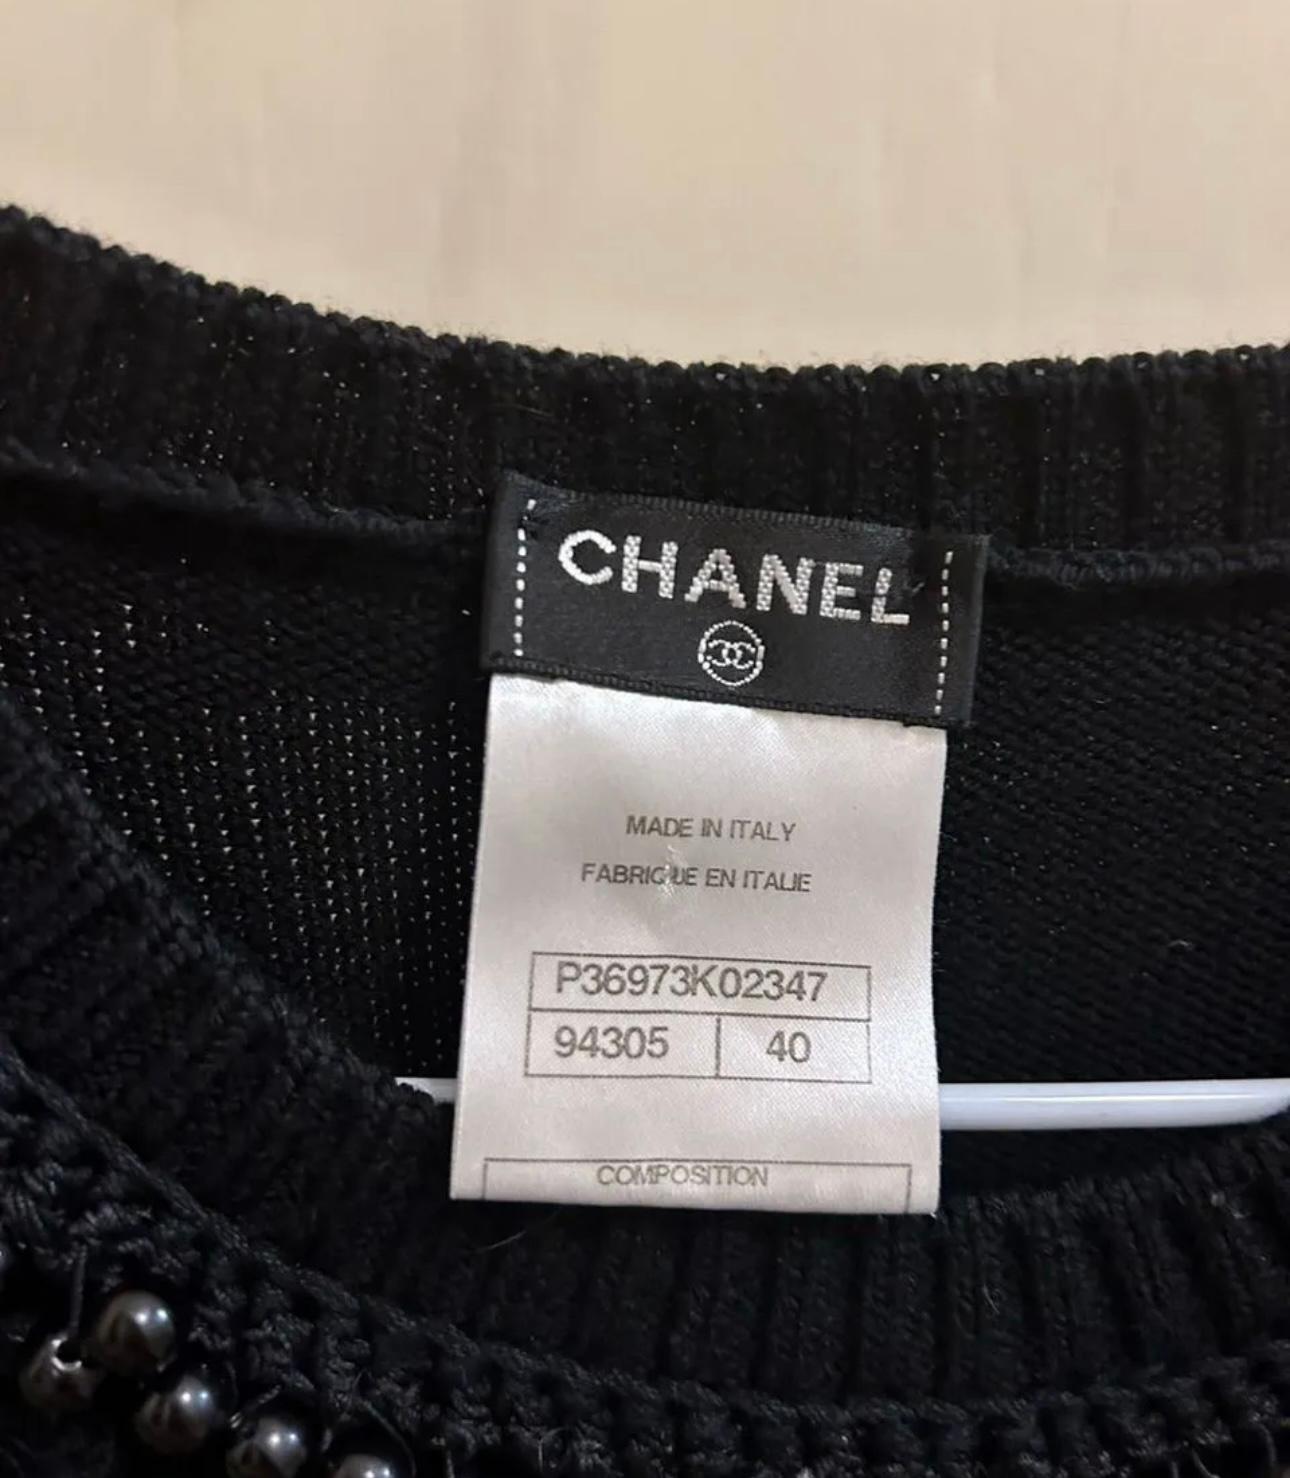 CHANEL
MADE IN ITALY
FABRIQUE EN ITALIE
P36973K02347
94305 40
COMPOSITION